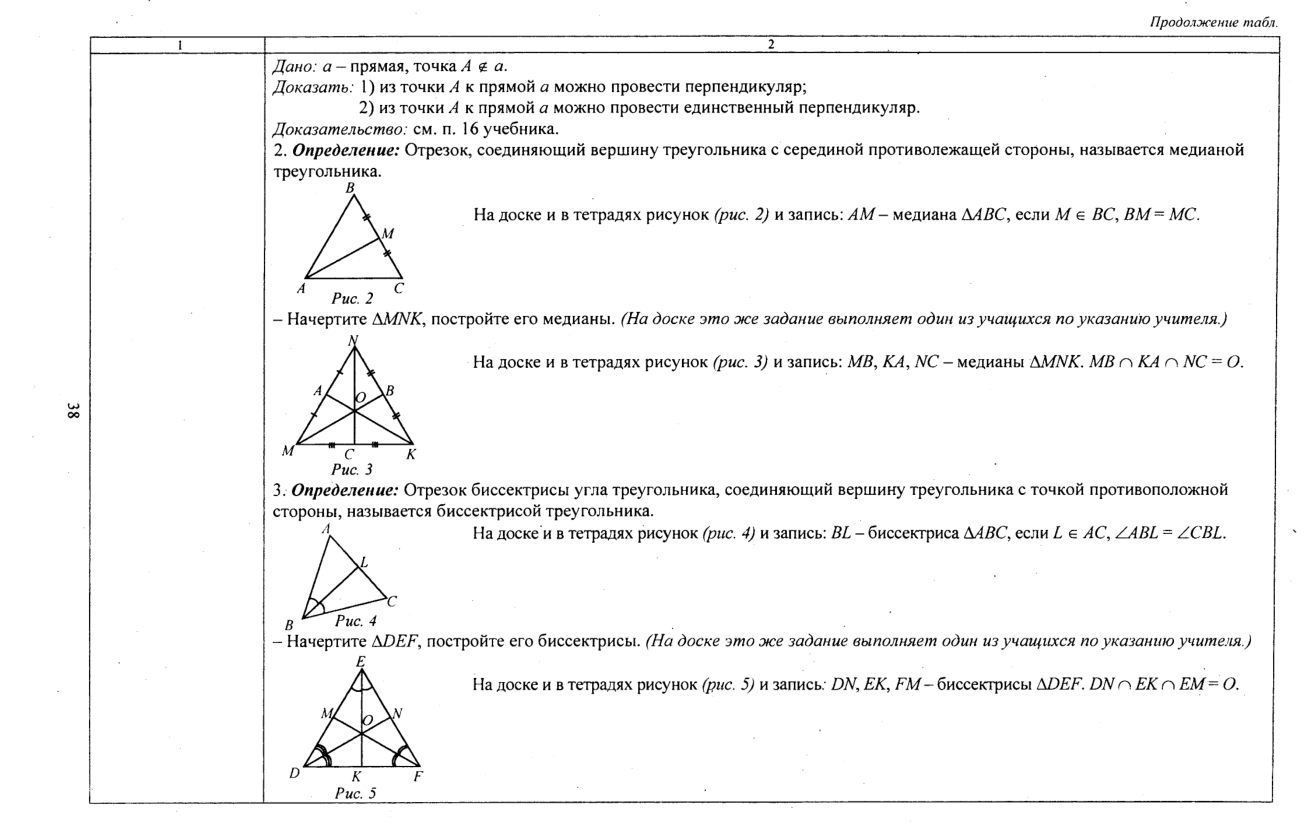 Продолжение табл.
1 2
Дано: a – прямая, точка A ∉ a.
Доказать: 1) из точки A к прямой a можно провести перпендикуляр;
2) из точки A к прямой a можно провести единственный перпендикуляр.
Доказательство: см. п. 16 учебника.
2. Определение: Отрезок, соединяющий вершину треугольника с серединой противолежащей стороны, называется медианой
треугольника.
B
На доске и в тетрадях рисунок (рис. 2) и запись: AM – медиана ΔABC, если M ∈ BC, BM = MC.
M
A C
Рис. 2
– Начертите ΔMNK, постройте его медианы. (На доске это же задание выполняет один из учащихся по указанию учителя.)
N
На доске и в тетрадях рисунок (рис. 3) и запись: MB, KA, NC – медианы ΔMNK. MB ∩ KA ∩ NC = O.
A O B
M C K
Рис. 3
38
3. Определение: Отрезок биссектрисы угла треугольника, соединяющий вершину треугольника с точкой противоположной
стороны, называется биссектрисой треугольника.
A
На доске и в тетрадях рисунок (рис. 4) и запись: BL – биссектриса ΔABC, если L ∈ AC, ∠ABL = ∠CBL.
L
C
B Рис. 4
– Начертите ΔDEF, постройте его биссектрисы. (На доске это же задание выполняет один из учащихся по указанию учителя.)
E
На доске и в тетрадях рисунок (рис. 5) и запись: DN, EK, FM – биссектрисы ΔDEF. DN ∩ EK ∩ EM = O.
M O N
D K F
Рис. 5